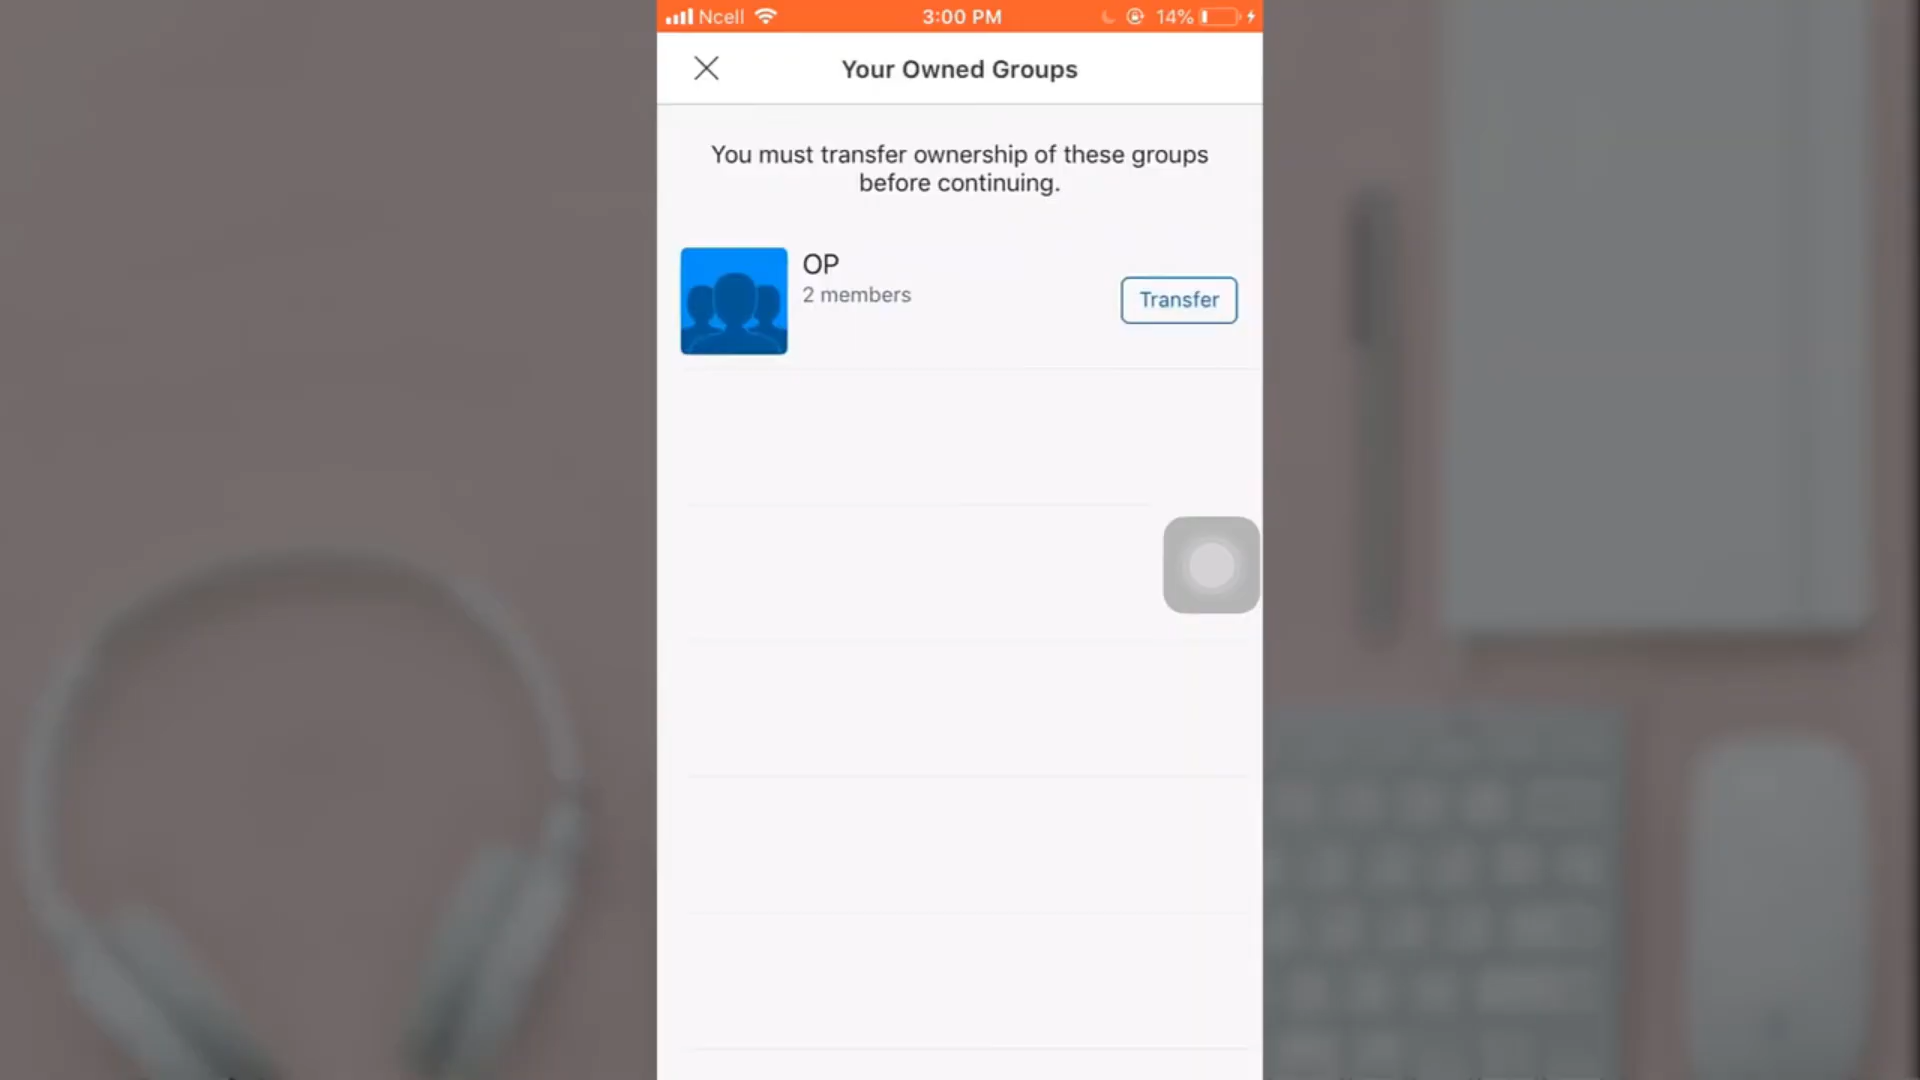 Ncell 3:00 PM 14%
Your Owned Groups
You must transfer ownership of these groups
before continuing.
OP
2 members
Transfer